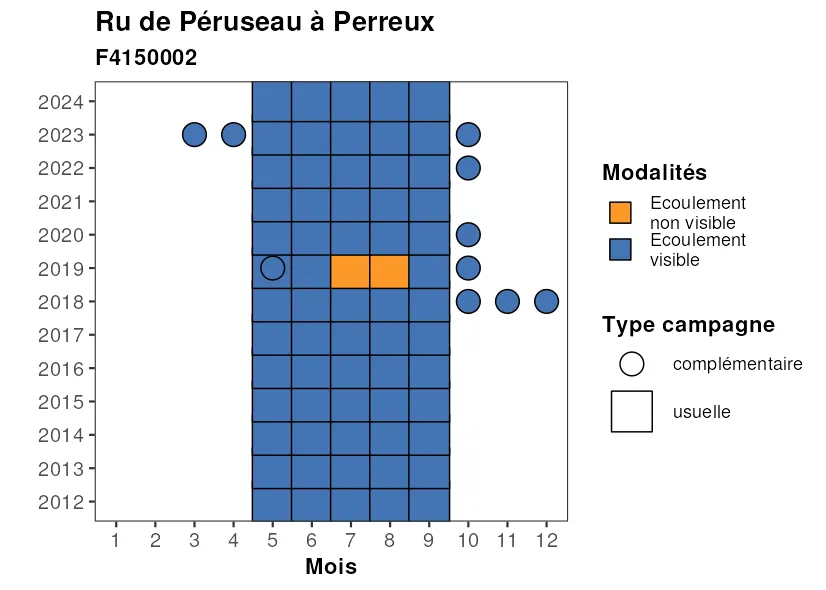 Ru de Péruseau à Perreux
F4150002
2024
2023
2022
2021
2020
2019
2018
2017
2016
2015
2014
2013
2012
1 2 3 4 5 6 7 8 9 10 11 12
Mois
Modalités
Ecoulement
non visible
Ecoulement
visible
Type campagne
complémentaire
usuelle